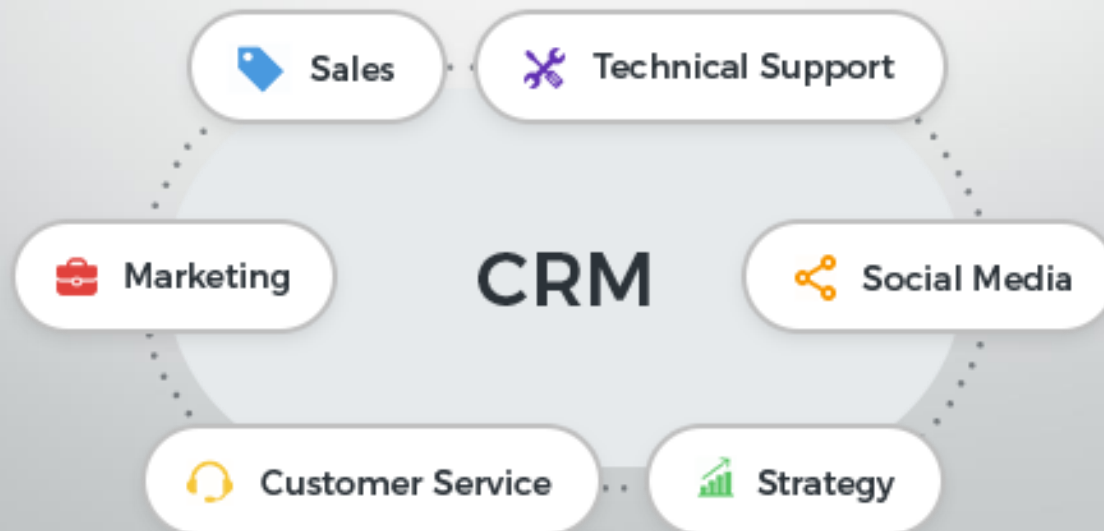 Sales
Technical Support
Marketing
CRM
Social Media
Customer Service
Strategy